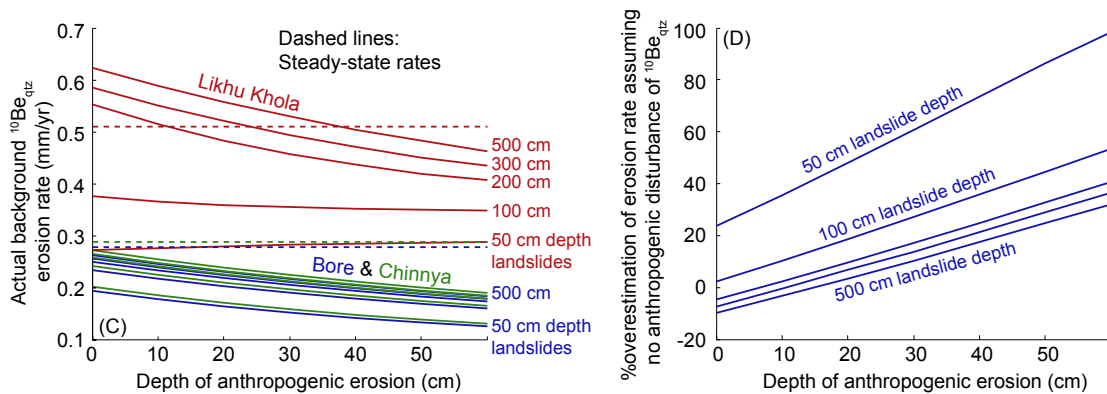 Actual background ¹⁰Be_qtz
erosion rate (mm/yr)
0.7
0.6
0.5
0.4
0.3
0.2
0.1
Dashed lines:
Steady-state rates
Likhu Khola
500 cm
300 cm
200 cm
100 cm
50 cm depth
landslides
Bore & Chinnya
500 cm
50 cm depth
landslides
(C)
0 10 20 30 40 50
Depth of anthropogenic erosion (cm)
%overestimation of erosion rate assuming
no anthropogenic disturbance of ¹⁰Be_qtz
100
80
60
40
20
0
-20
(D)
50 cm landslide depth
100 cm landslide depth
500 cm landslide depth
0 10 20 30 40 50
Depth of anthropogenic erosion (cm)